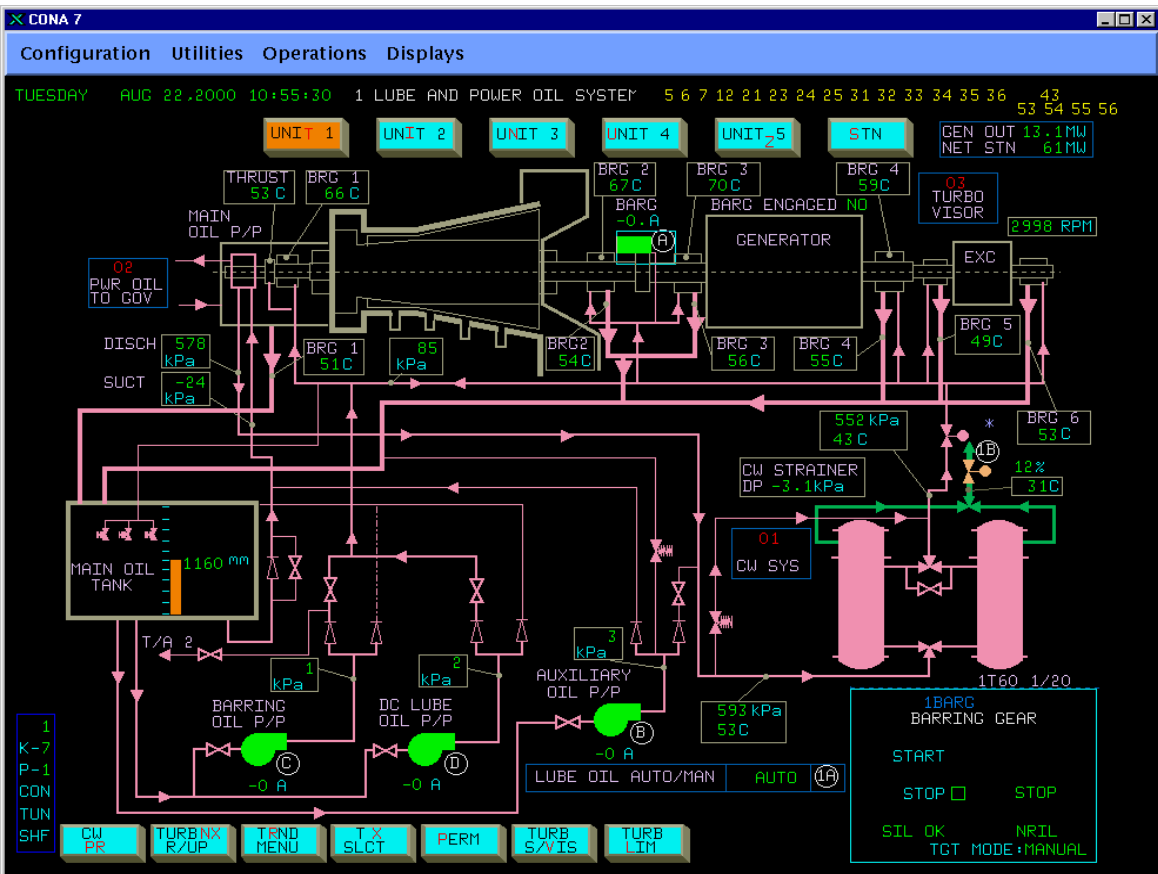 CONA 7
Configuration Utilities Operations Displays
TUESDAY AUG 22,2000 10:55:30 1 LUBE AND POWER OIL SYSTEM 5 6 7 12 21 23 24 25 31 32 33 34 35 36 43
53 54 55 56
UNIT 1 UNIT 2 UNIT 3 UNIT 4 UNITZ5 STN
GEN OUT 13.1MW
NET STN 61MW
THRUST
53 C
BRG 1
66 C
BRG 2
67C
BRG 3
70C
BRG 4
59C
03
TURBO
VISOR
MAIN
OIL P/P
BARG
-0. A
A
BARG ENGAGED NO
2998 RPM
GENERATOR
EXC
02
PWR OIL
TO GOV
DISCH 578
kPa
SUCT -24
kPa
BRG 1
51C
85
kPa
BRG2
54C
BRG 3
56C
BRG 4
55C
BRG 5
49C
BRG 6
53C
552 kPa
43 C
*
1B
12%
31C
CW STRAINER
DP -3.1kPa
01
CW SYS
MAIN OIL
TANK
1160 mm
T/A 2
1
kPa
2
kPa
3
kPa
BARRING
OIL P/P
C
-0 A
DC LUBE
OIL P/P
D
-0 A
AUXILIARY
OIL P/P
B
-0 A
593 kPa
53C
LUBE OIL AUTO/MAN AUTO 1A
1T60 1/20
1BARG
BARRING GEAR
START
STOP STOP
SIL OK NRIL
TGT MODE:MANUAL
1
K-7
P-1
CON
TUN
SHF
CW
PR
TURBNX
R/UP
TRND
MENU
T X
SLCT
PERM
TURB
S/VIS
TURB
LIM